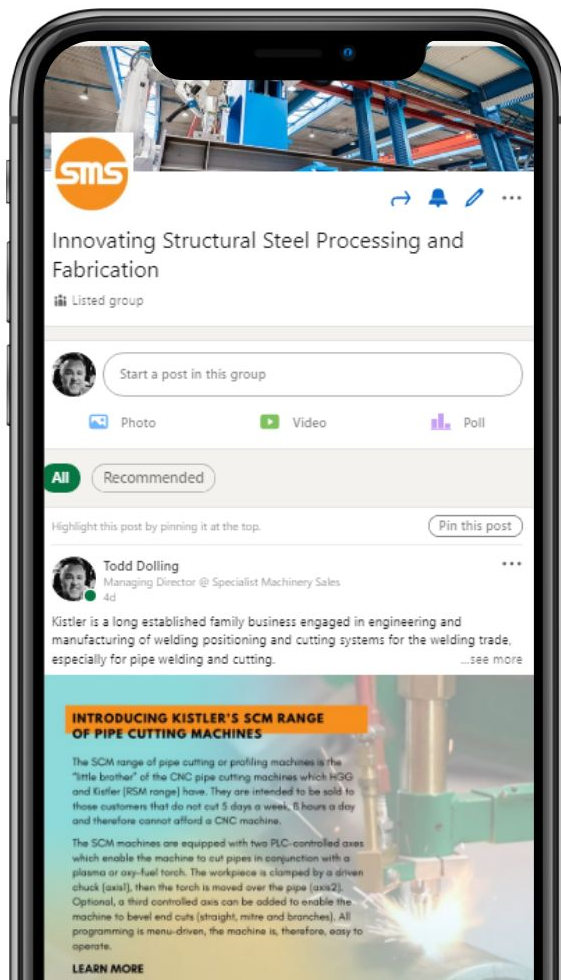 sms
Innovating Structural Steel Processing and
Fabrication
Listed group
Start a post in this group
Photo
Video
Poll
All
Recommended
Highlight this post by pinning it at the top.
Pin this post
Todd Dolling
Managing Director @ Specialist Machinery Sales
4d
Kistler is a long established family business engaged in engineering and
manufacturing of welding positioning and cutting systems for the welding trade,
especially for pipe welding and cutting.
...see more
INTRODUCING KISTLER'S SCM RANGE
OF PIPE CUTTING MACHINES
The SCM range of pipe cutting or profiling machines is the
"little brother" of the CNC pipe cutting machines which HGG
and Kistler (RSM range) have. They are intended to be sold to
those customers that do not cut 5 days a week, 8 hours a day
and therefore cannot afford a CNC machine.
The SCM machines are equipped with two PLC-controlled axes
which enable the machine to cut pipes in conjunction with a
plasma or oxy-fuel torch. The workpiece is clamped by a driven
chuck (axis1), then the torch is moved over the pipe (axis2).
Optional, a third controlled axis can be added to enable the
machine to bevel end cuts (straight, mitre and branches). All
programming is menu-driven, the machine is, therefore, easy to
operate.
LEARN MORE